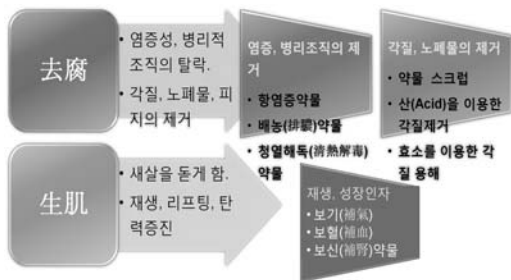 去腐
• 염증성, 병리적
조직의 탈락.
• 각질, 노폐물, 피
지의 제거
염증, 병리조직의 제
거
• 항염증약물
• 배농(排膿)약물
• 청열해독(淸熱解毒)
약물
각질, 노폐물의 제거
• 약물 스크럽
• 산(Acid)을 이용한
각질제거
• 효소를 이용한 각
질 용해
生肌
• 새살을 돋게 함.
• 재생, 리프팅, 탄
력증진
재생, 성장인자
• 보기(補氣)
• 보혈(補血)
• 보신(補腎)약물